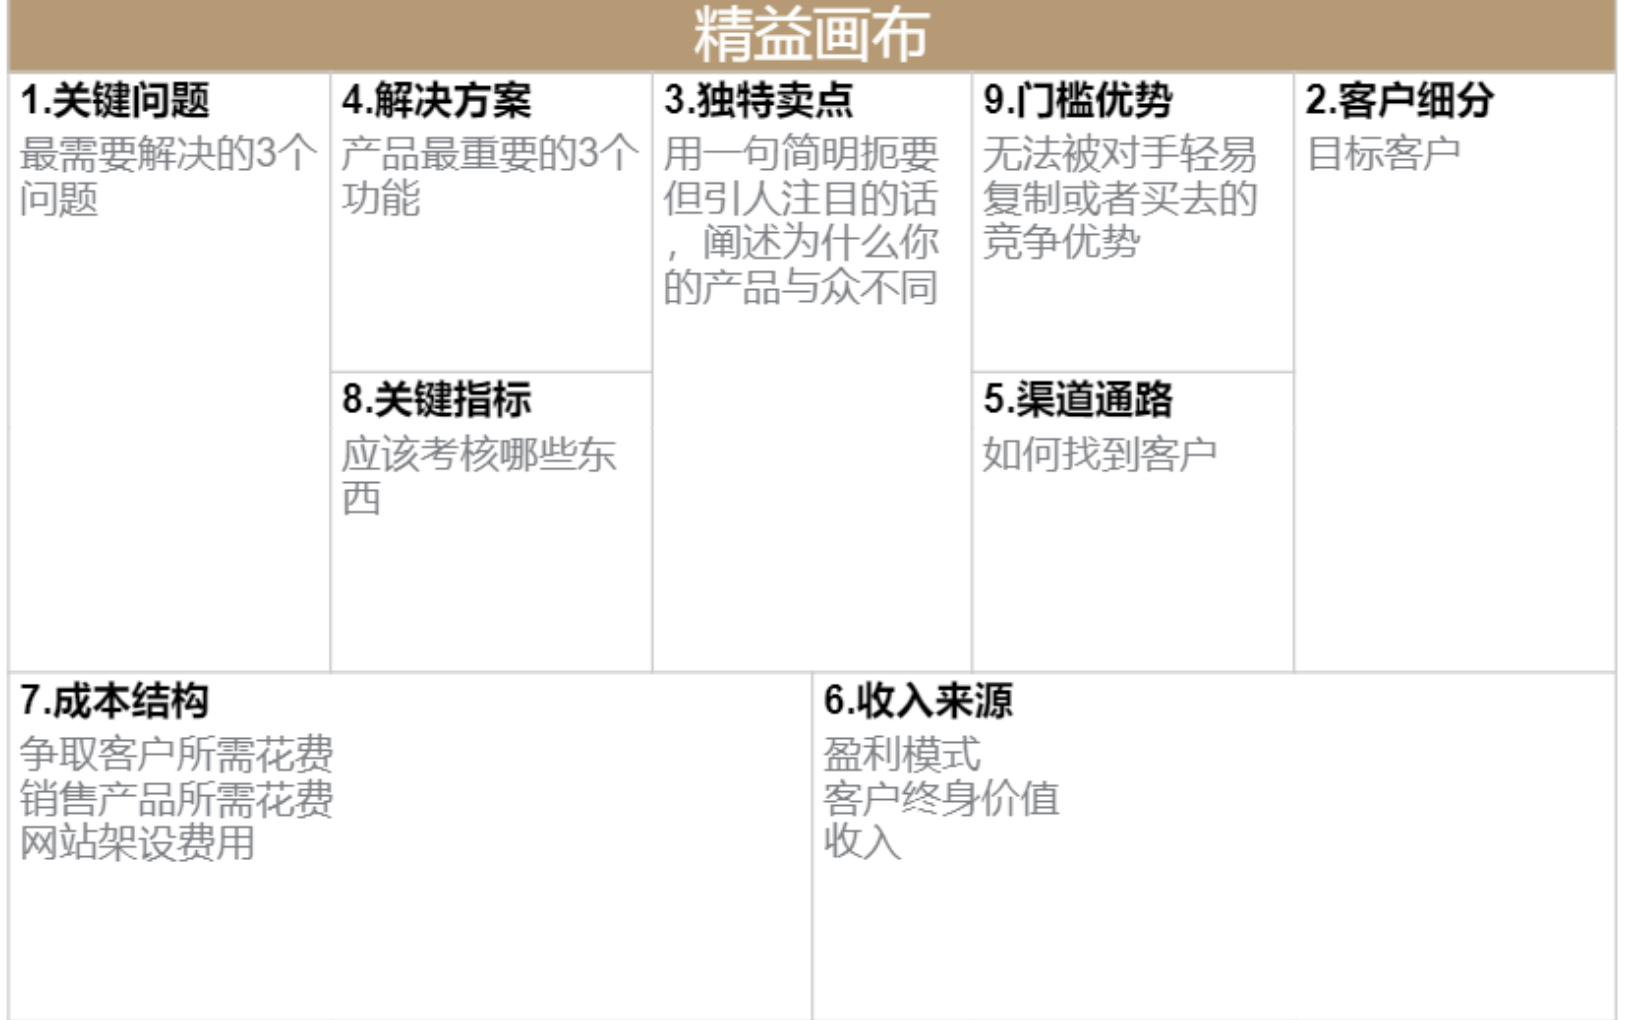 精益画布
1.关键问题
最需要解决的3个
问题
4.解决方案
产品最重要的3个
功能
8.关键指标
应该考核哪些东
西
3.独特卖点
用一句简明扼要
但引人注目的话
，阐述为什么你
的产品与众不同
9.门槛优势
无法被对手轻易
复制或者买去的
竞争优势
5.渠道通路
如何找到客户
2.客户细分
目标客户
7.成本结构
争取客户所需花费
销售产品所需花费
网站架设费用
6.收入来源
盈利模式
客户终身价值
收入